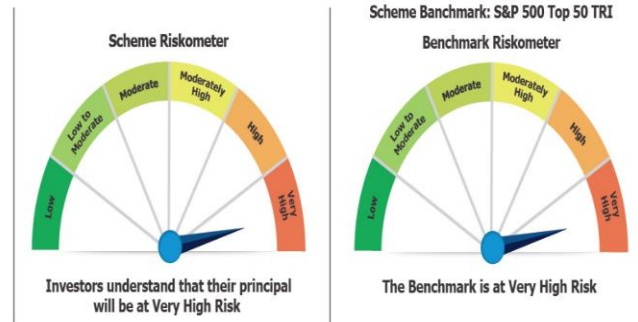 Scheme Riskometer
Low
Low to
Moderate
Moderate
Moderately
High
High
Very
High
Investors understand that their principal
will be at Very High Risk
Scheme Banchmark: S&P 500 Top 50 TRI
Benchmark Riskometer
Low
Low to
Moderate
Moderate
Moderately
High
High
Very
High
The Benchmark is at Very High Risk